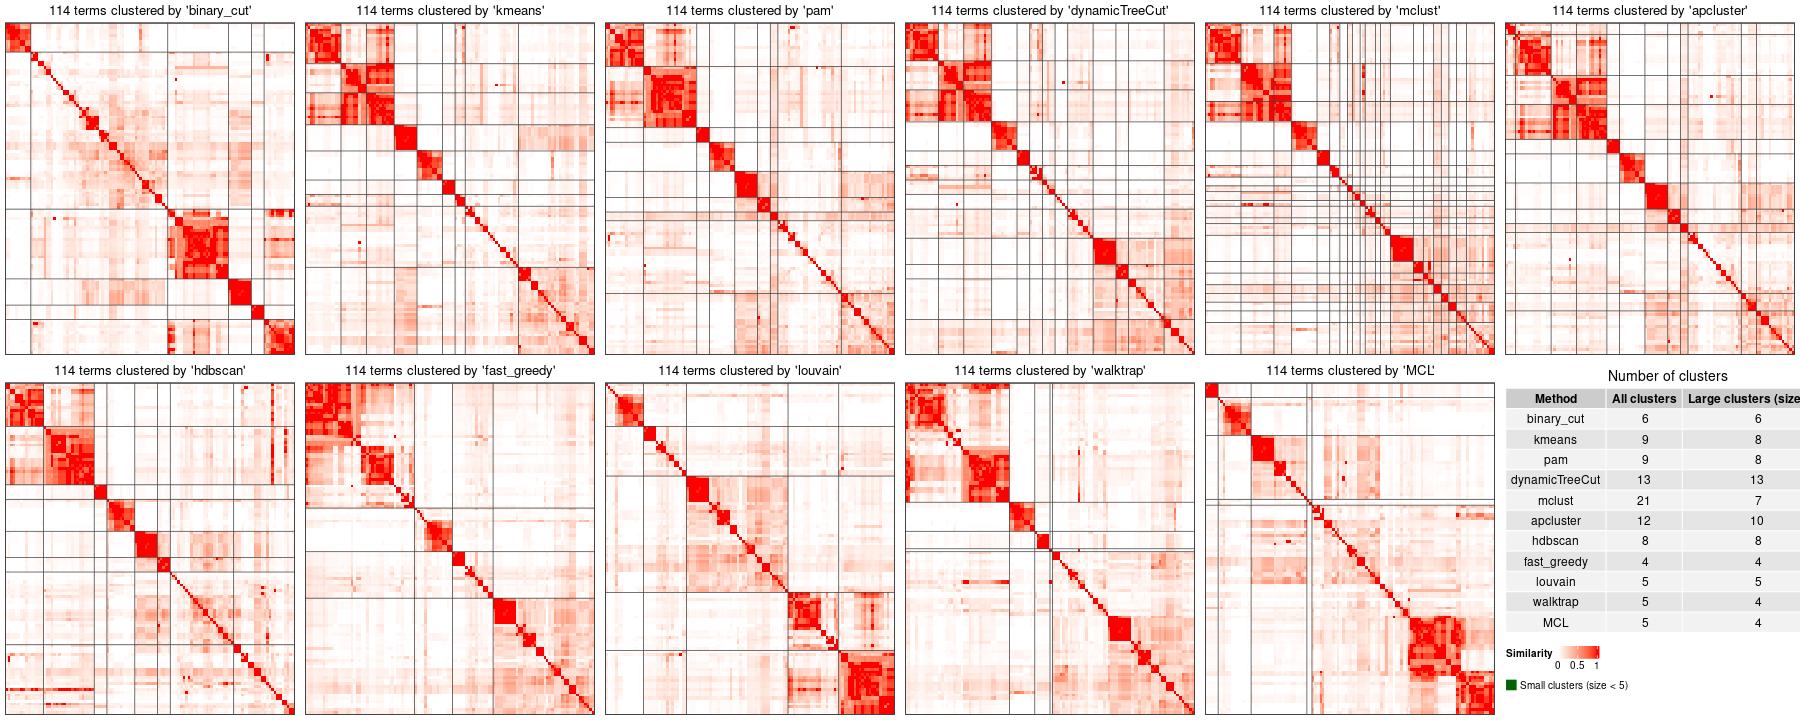 114 terms clustered by 'binary_cut'
114 terms clustered by 'kmeans'
114 terms clustered by 'pam'
114 terms clustered by 'dynamicTreeCut'
114 terms clustered by 'mclust'
114 terms clustered by 'apcluster'
114 terms clustered by 'hdbscan'
114 terms clustered by 'fast_greedy'
114 terms clustered by 'louvain'
114 terms clustered by 'walktrap'
114 terms clustered by 'MCL'
Number of clusters
Method All clusters Large clusters (size
binary_cut 6 6
kmeans 9 8
pam 9 8
dynamicTreeCut 13 13
mclust 21 7
apcluster 12 10
hdbscan 8 8
fast_greedy 4 4
louvain 5 5
walktrap 5 4
MCL 5 4
Similarity
0 0.5 1
Small clusters (size < 5)